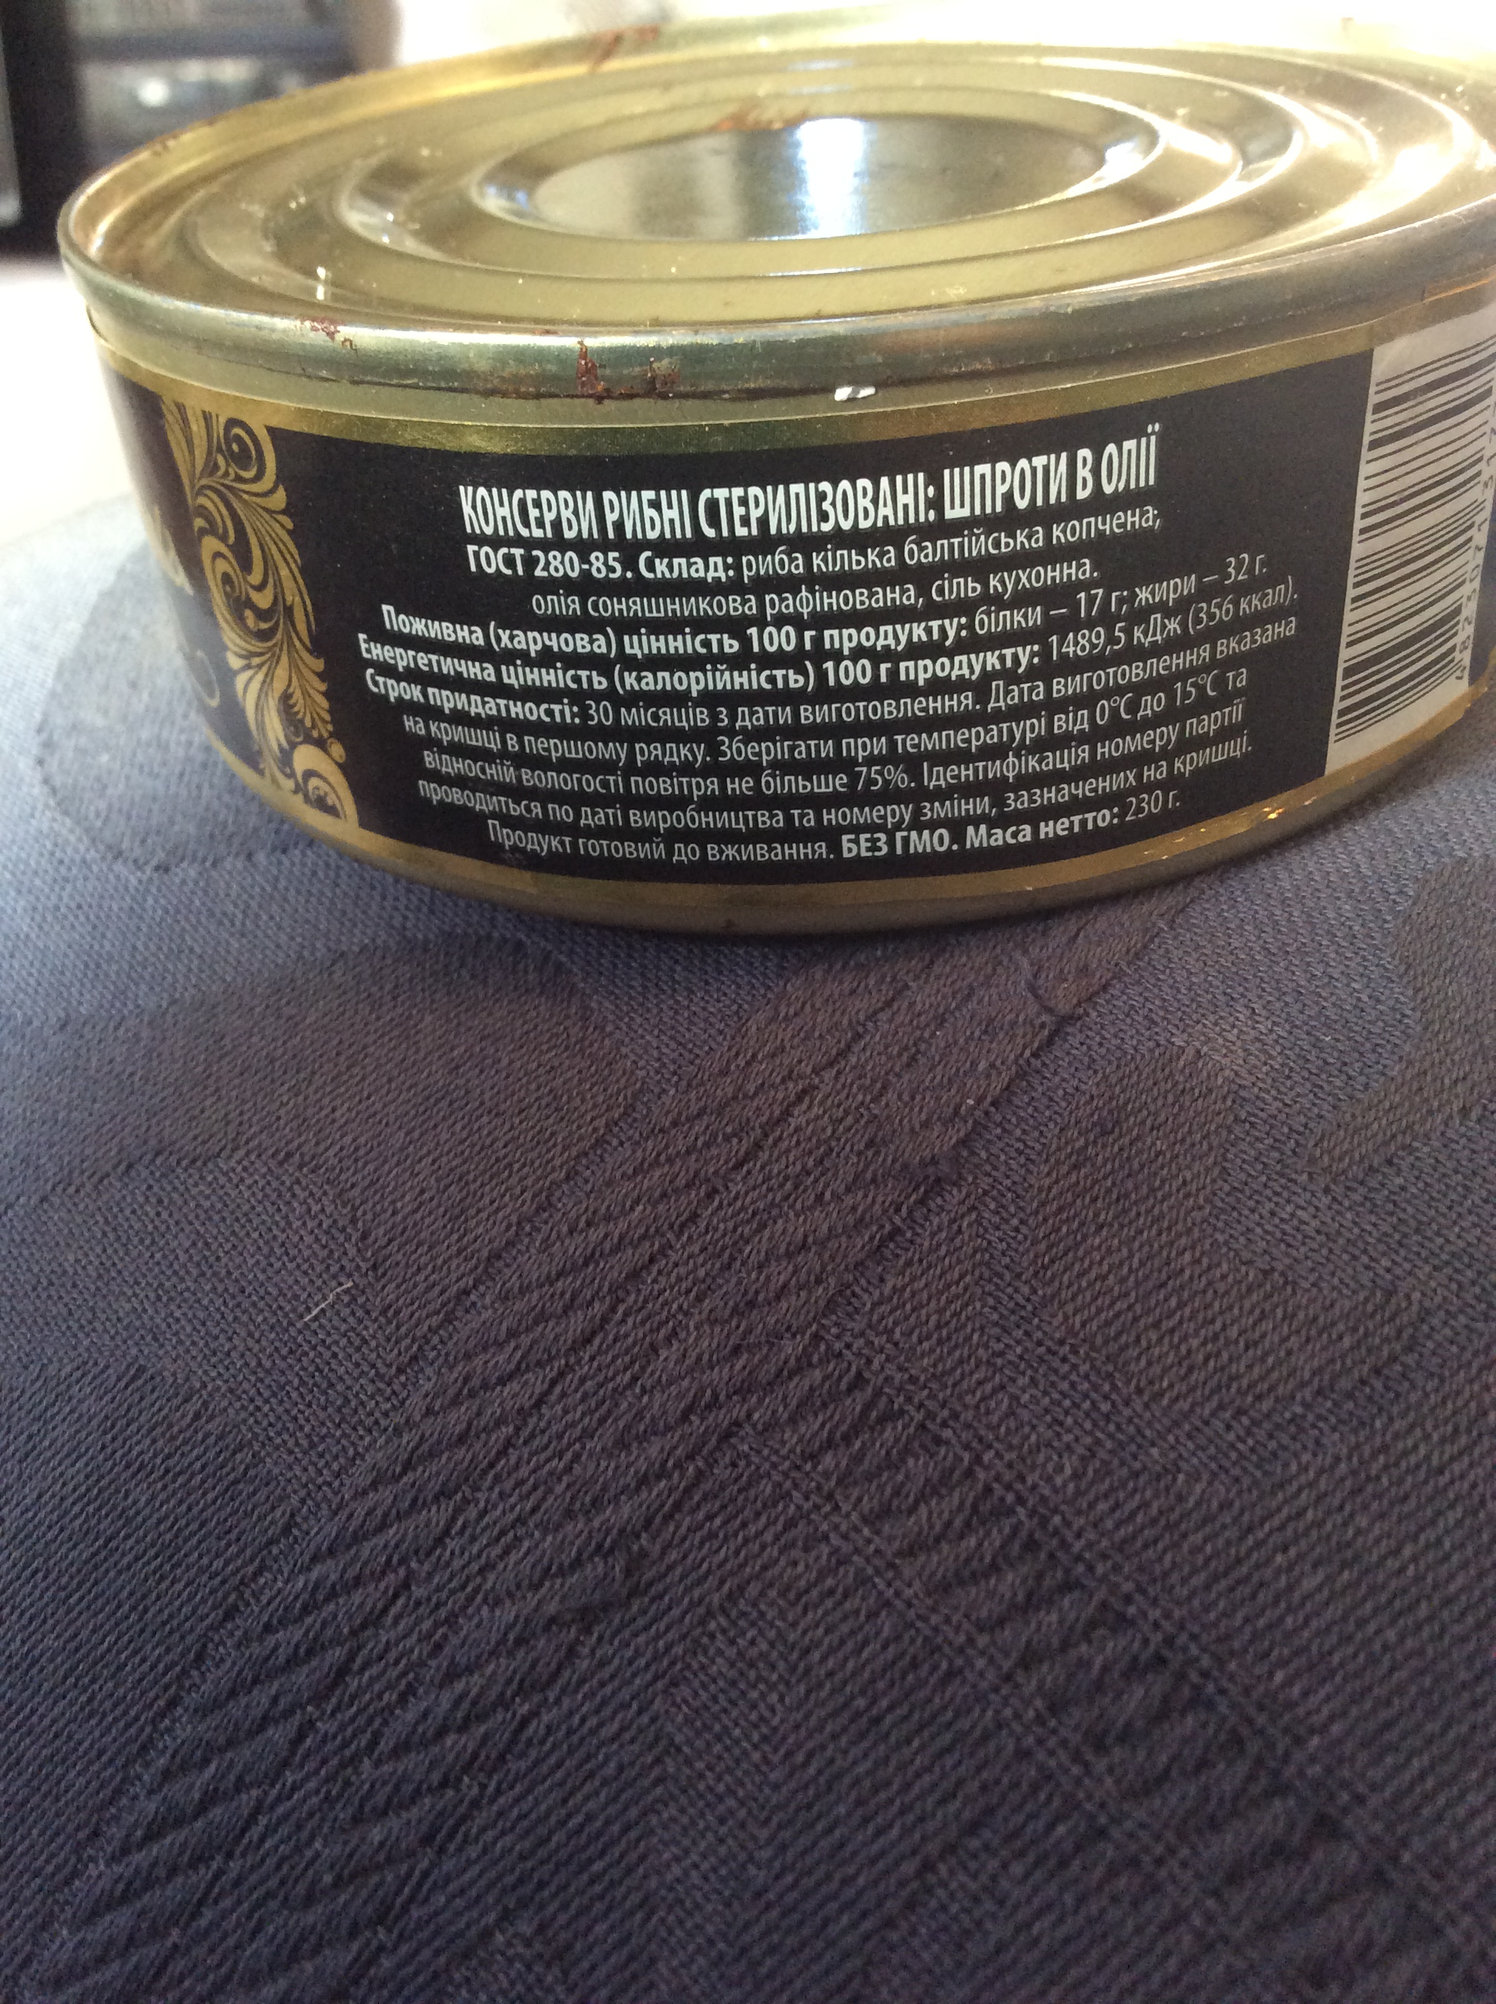 КОНСЕРВИ РИБНІ СТЕРИЛІЗОВАНІ: ШПРОТИ В ОЛІЇ
ГОСТ 280-85. Склад: риба кілька балтійська копчена;
олія соняшникова рафінована, сіль кухонна.
Поживна (харчова) цінність 100 г продукту: білки – 17 г; жири – 32 г.
Енергетична цінність (калорійність) 100 г продукту: 1489,5 кДж (356 ккал).
Строк придатності: 30 місяців з дати виготовлення. Дата виготовлення вказана
на кришці в першому рядку. Зберігати при температурі від 0°С до 15°С та
відносній вологості повітря не більше 75%. Ідентифікація номеру партії
проводиться по даті виробництва та номеру зміни, зазначених на кришці.
Продукт готовий до вживання. БЕЗ ГМО. Маса нетто: 230 г.